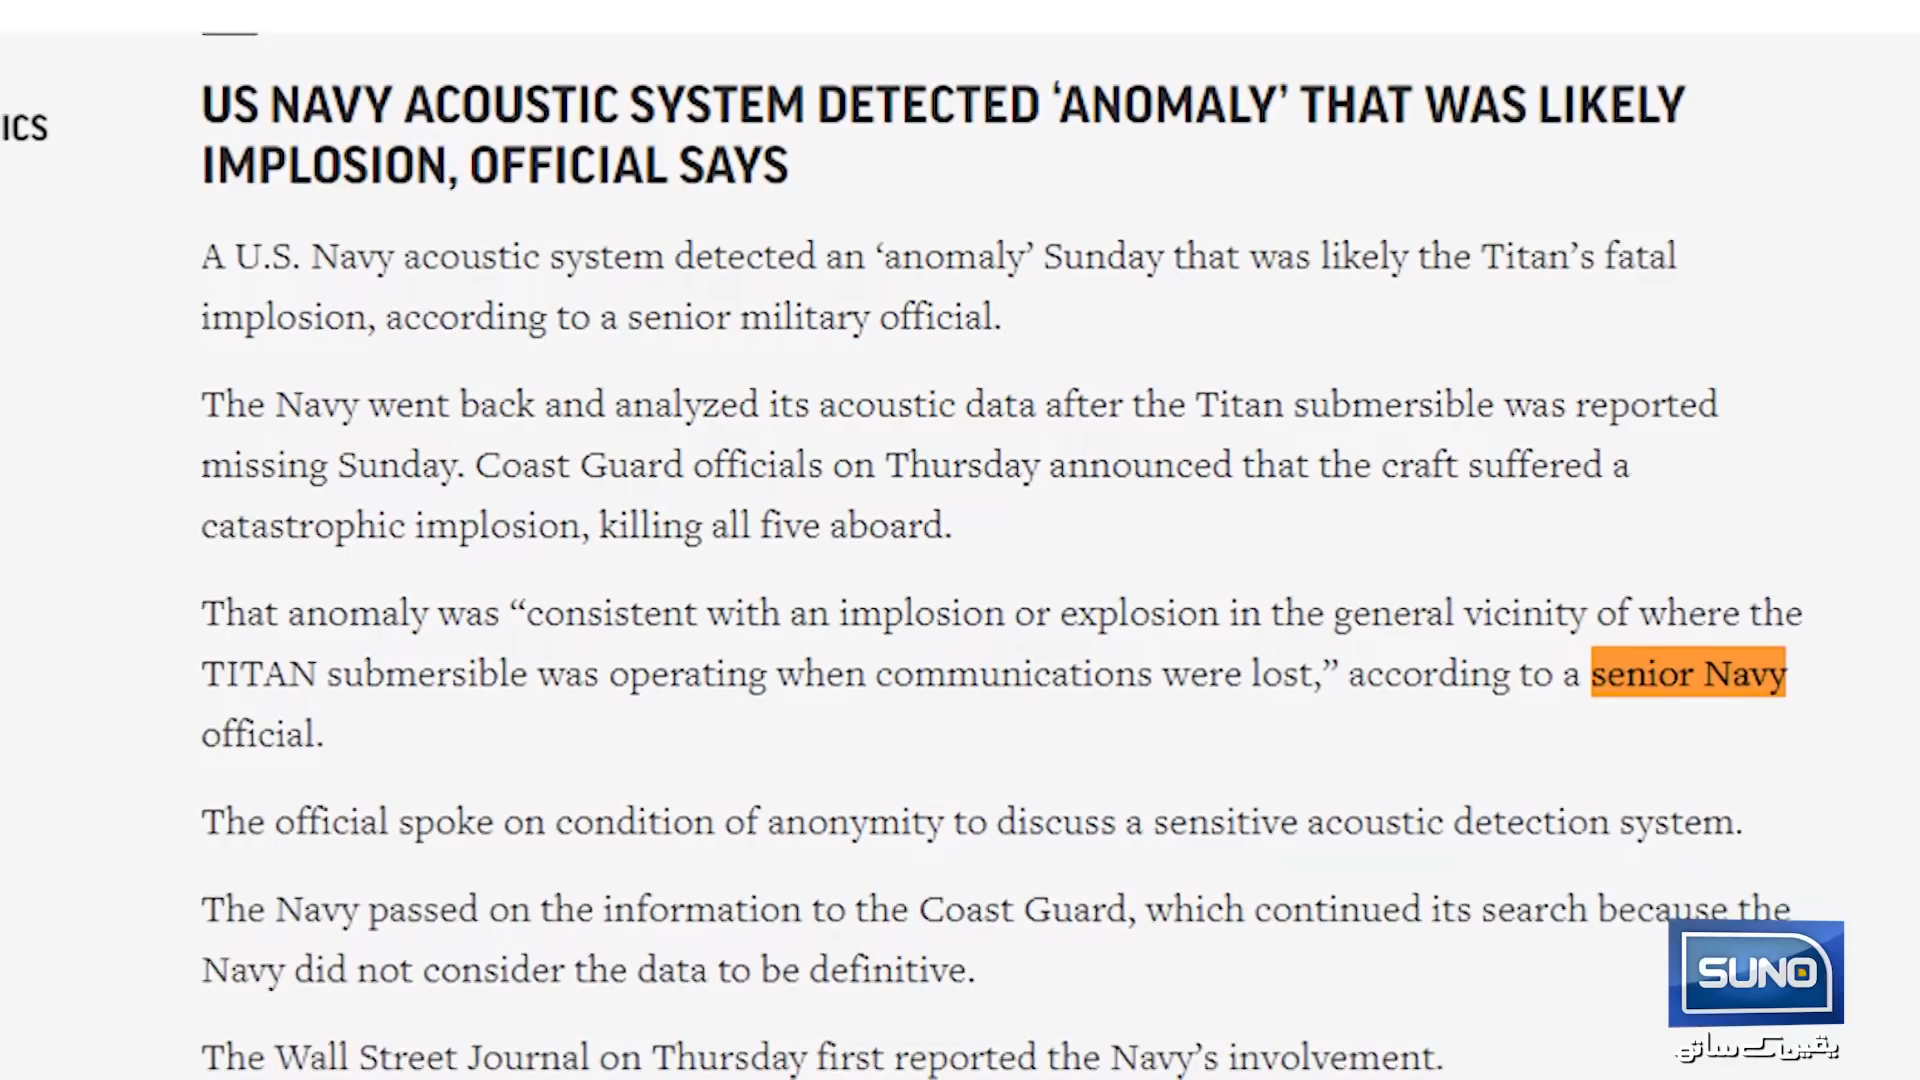 ICS
US NAVY ACOUSTIC SYSTEM DETECTED ‘ANOMALY’ THAT WAS LIKELY
IMPLOSION, OFFICIAL SAYS
A U.S. Navy acoustic system detected an ‘anomaly’ Sunday that was likely the Titan’s fatal
implosion, according to a senior military official.
The Navy went back and analyzed its acoustic data after the Titan submersible was reported
missing Sunday. Coast Guard officials on Thursday announced that the craft suffered a
catastrophic implosion, killing all five aboard.
That anomaly was “consistent with an implosion or explosion in the general vicinity of where the
TITAN submersible was operating when communications were lost,” according to a senior Navy
official.
The official spoke on condition of anonymity to discuss a sensitive acoustic detection system.
The Navy passed on the information to the Coast Guard, which continued its search because the
Navy did not consider the data to be definitive.
The Wall Street Journal on Thursday first reported the Navy’s involvement.
SUNO
یقین کے ساتھ